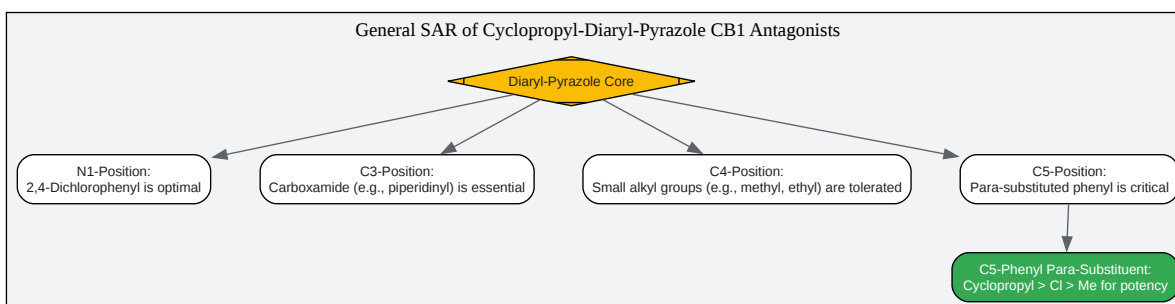 General SAR of Cyclopropyl-Diaryl-Pyrazole CB1 Antagonists
Diaryl-Pyrazole Core
N1-Position:
2,4-Dichlorophenyl is optimal
C3-Position:
Carboxamide (e.g., piperidinyl) is essential
C4-Position:
Small alkyl groups (e.g., methyl, ethyl) are tolerated
C5-Position:
Para-substituted phenyl is critical
C5-Phenyl Para-Substituent:
Cyclopropyl > Cl > Me for potency